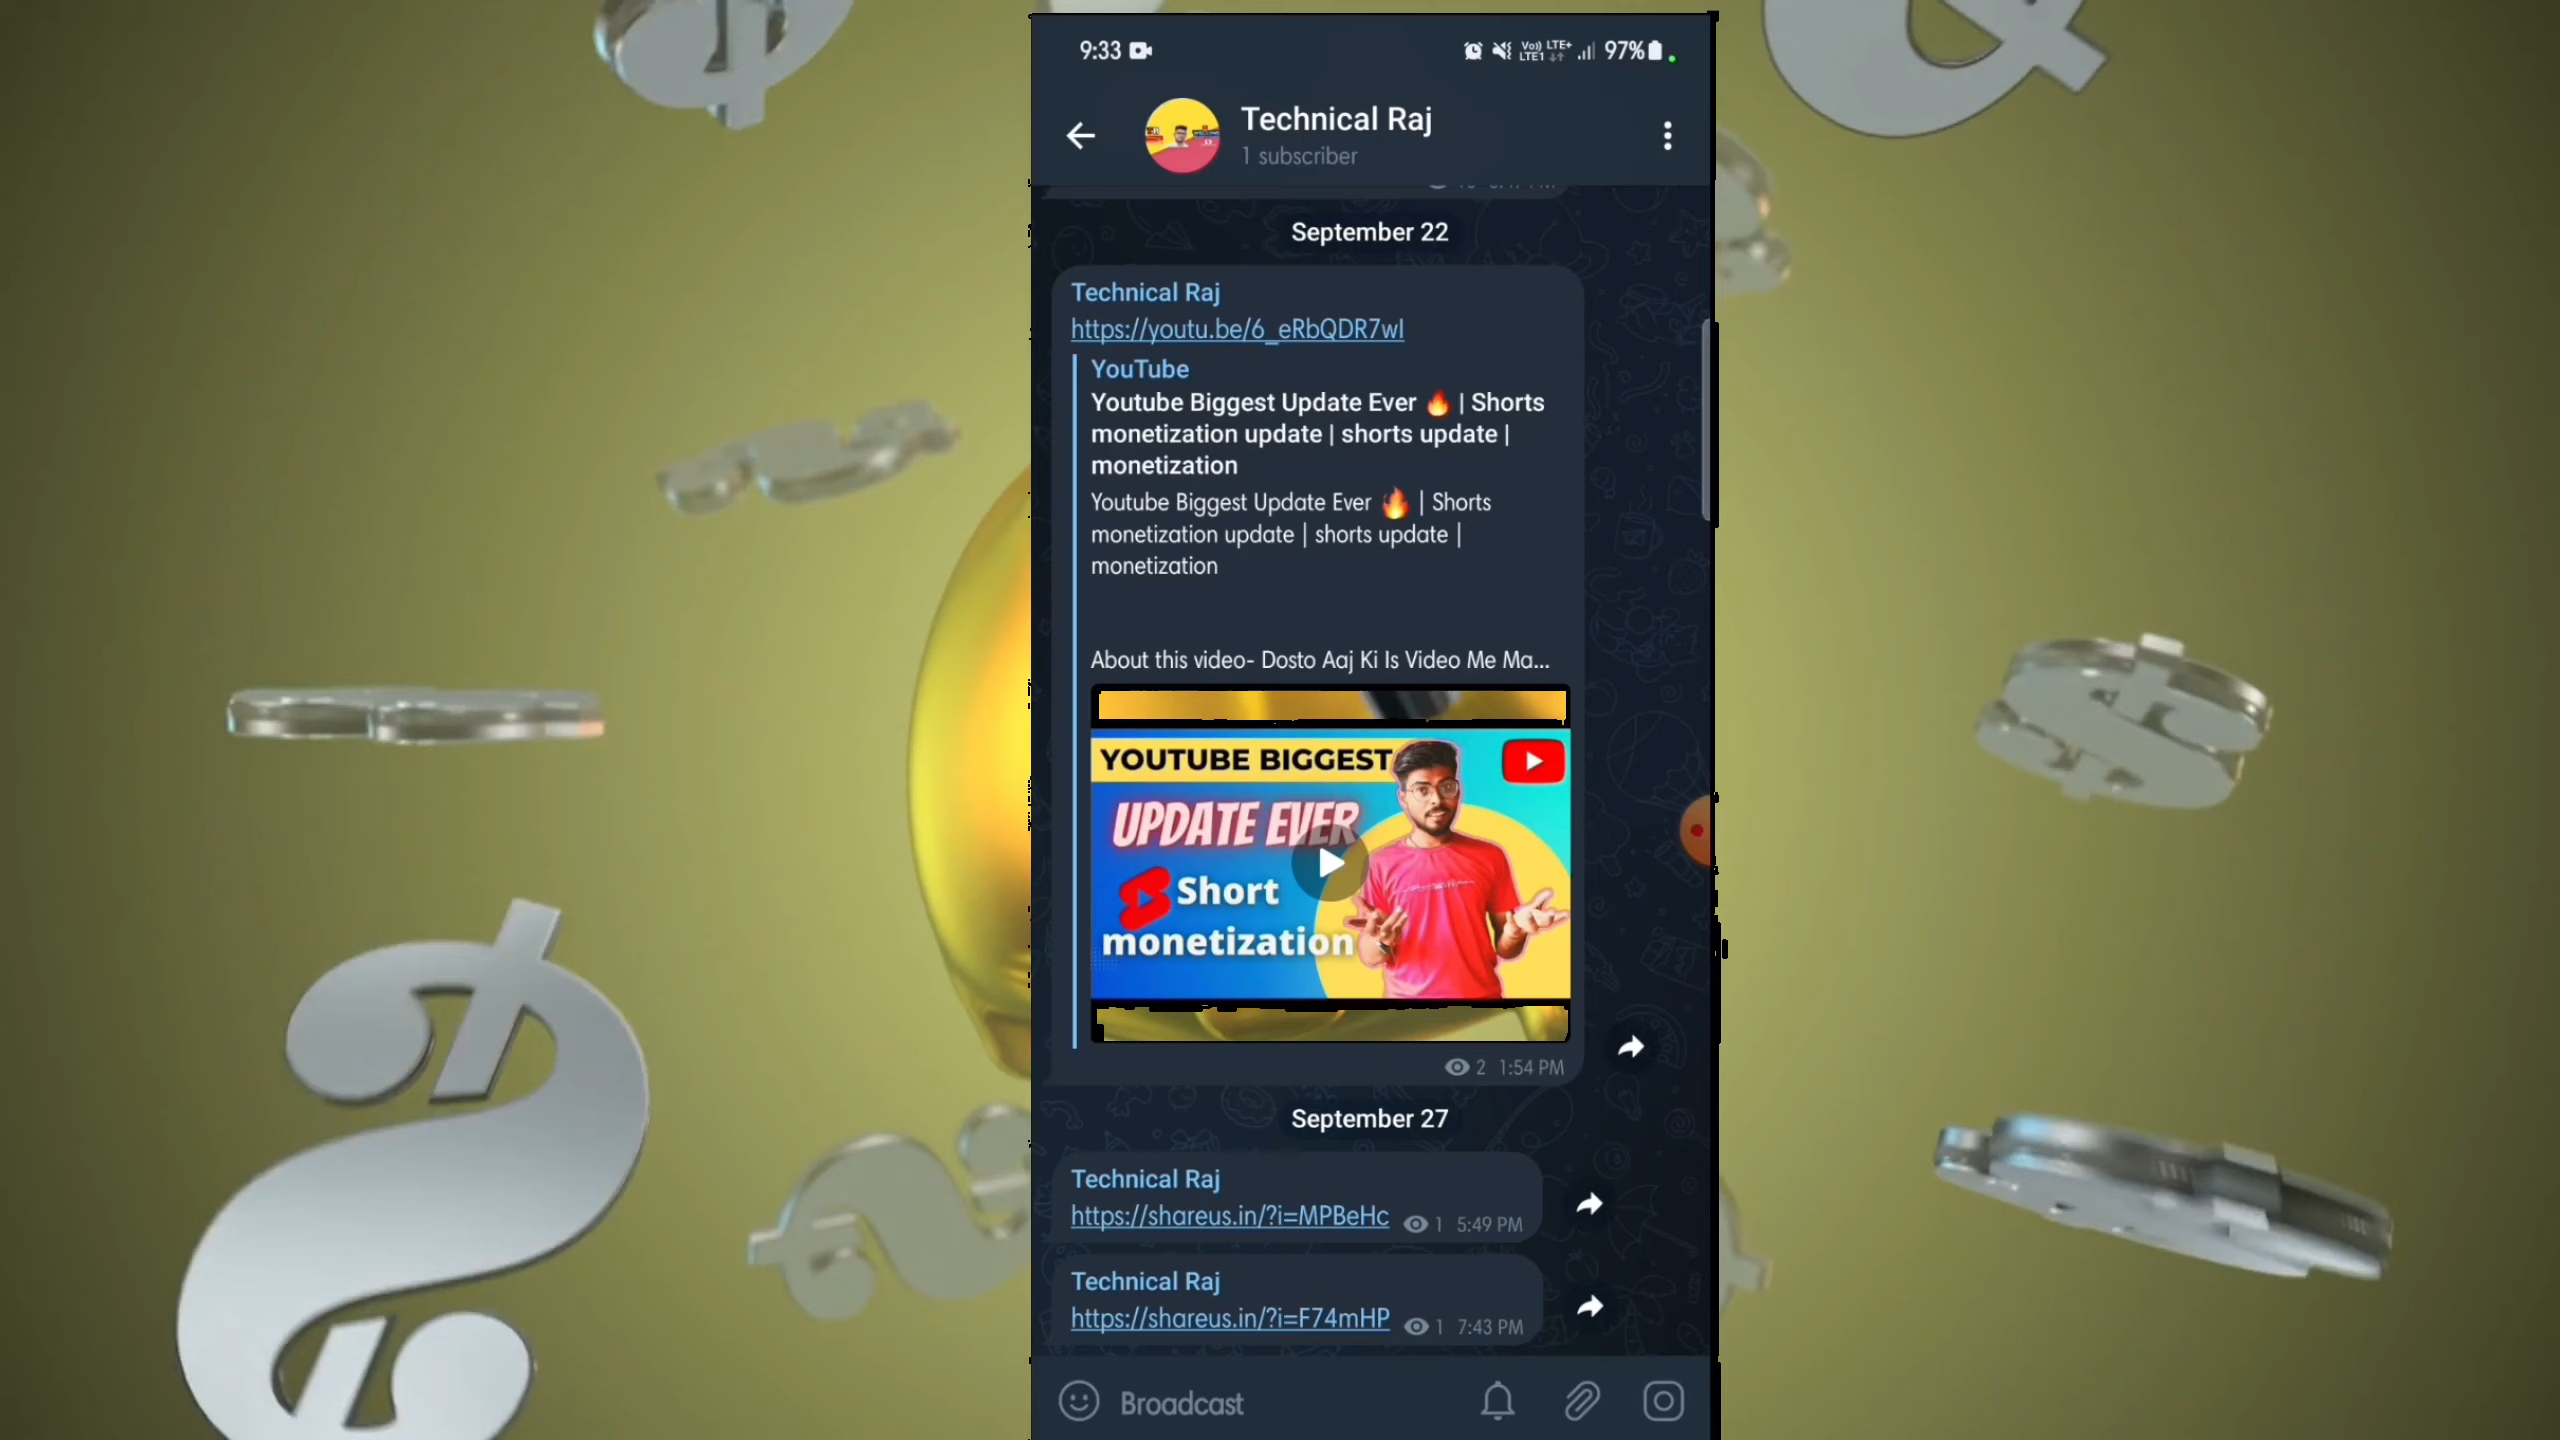 9:33
Vo)) LTE+
LTE1
97%
Technical Raj
1 subscriber
September 22
Technical Raj
https://youtu.be/6_eRbQDR7wI
YouTube
Youtube Biggest Update Ever 🔥 | Shorts
monetization update | shorts update |
monetization
Youtube Biggest Update Ever 🔥 | Shorts
monetization update | shorts update |
monetization
About this video- Dosto Aaj Ki Is Video Me Ma...
YOUTUBE BIGGEST
UPDATE EVER
Short
monetization
2 1:54 PM
September 27
Technical Raj
https://shareus.in/?i=MPBeHc 1 5:49 PM
Technical Raj
https://shareus.in/?i=F74mHP 1 7:43 PM
Broadcast